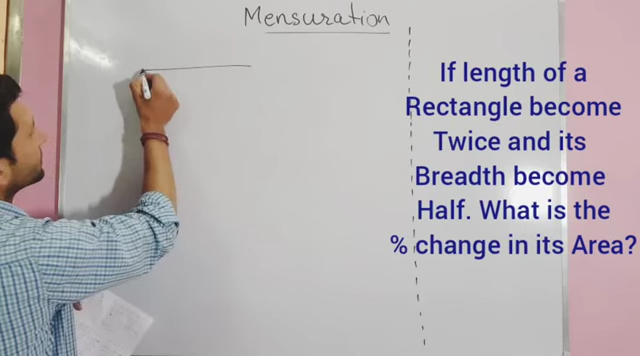 Mensuration
If length of a
Rectangle become
Twice and its
Breadth become
Half. What is the
% change in its Area?